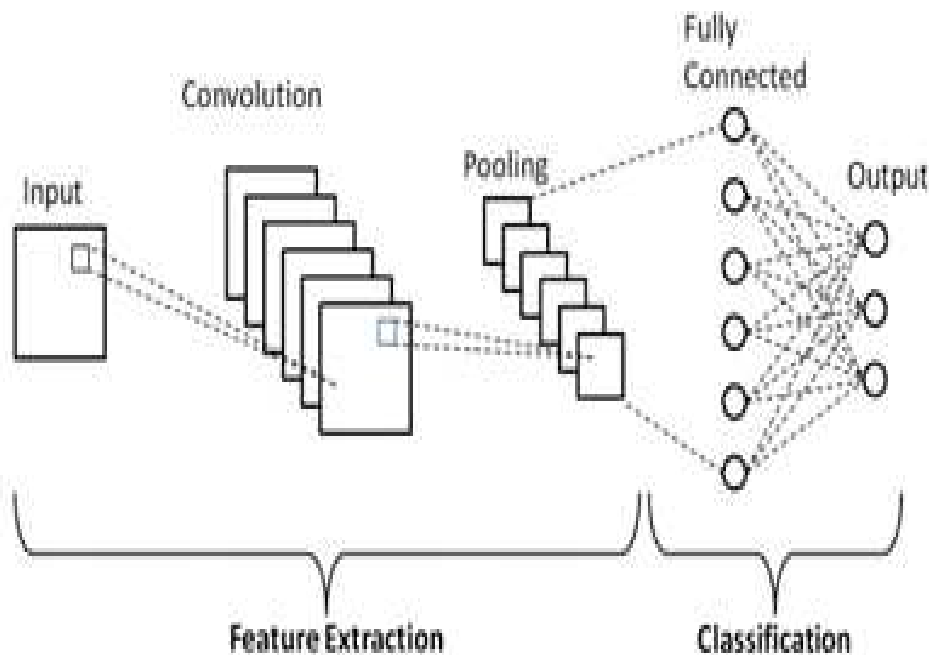 Fully
Connected
Convolution
Pooling
Input
Output
Feature Extraction
Classification